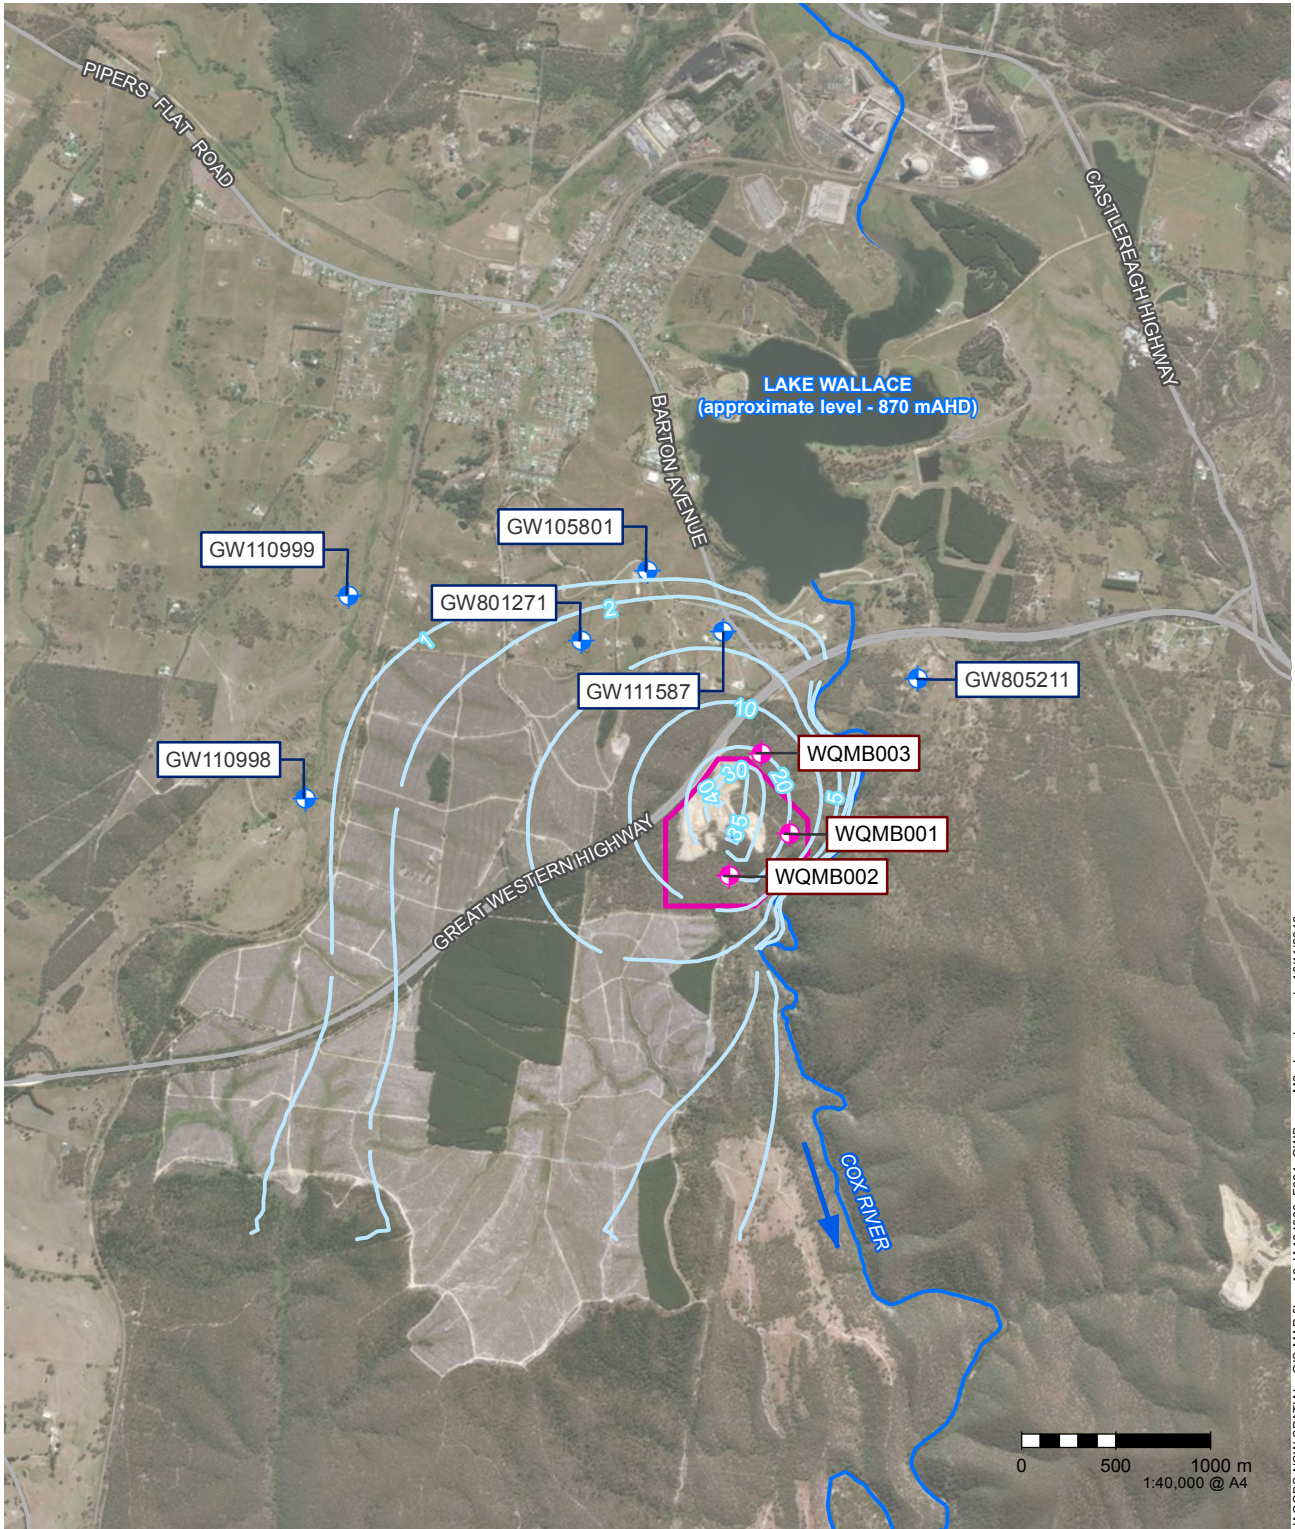 PIPERS FLAT ROAD
CASTLEREAGH HIGHWAY
LAKE WALLACE
(approximate level - 870 mAHD)
BARTON AVENUE
GW105801
GW110999
GW801271
1
2
GW111587
GW805211
10
WQMB003
GW110998
30
20
40
5
35
WQMB001
WQMB002
GREAT WESTERN HIGHWAY
COX RIVER
0
500
1000 m
1:40,000 @ A4